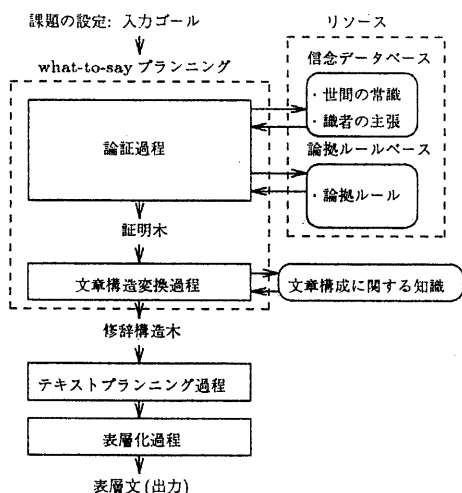 課題の設定: 入力ゴール
リソース
what-to-say プランニング
信念データベース
・世間の常識
・識者の主張
論証過程
論拠ルールベース
・論拠ルール
証明木
文章構造変換過程
文章構成に関する知識
修辞構造木
テキストプランニング過程
表層化過程
表層文(出力)